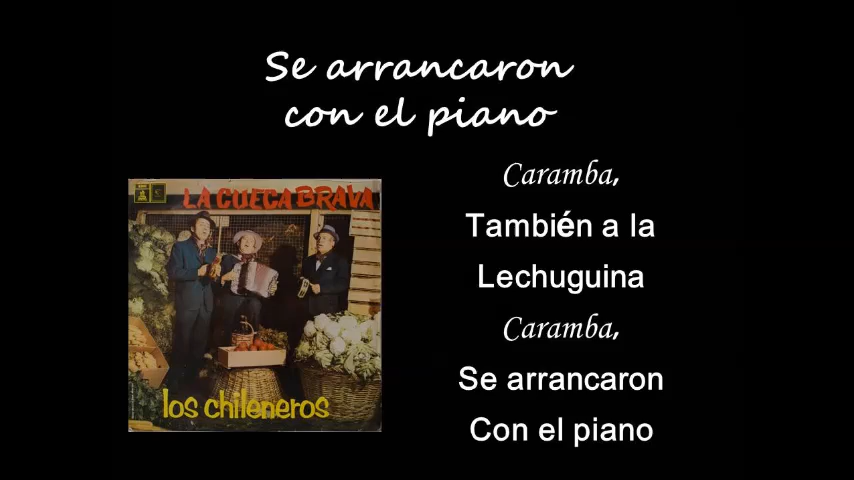 Se arrancaron
con el piano
LA CUECA BRAVA
los chileneros
Caramba,
También a la
Lechuguina
Caramba,
Se arrancaron
Con el piano